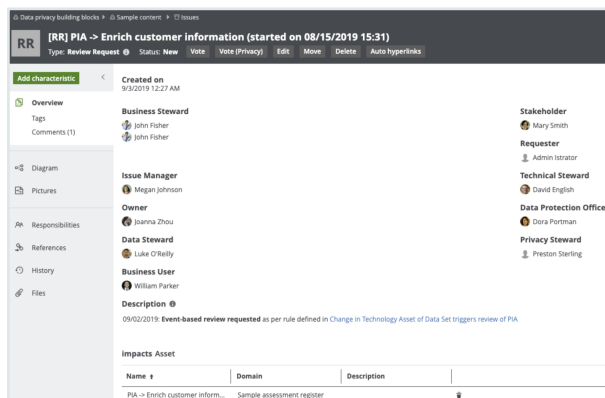 Data privacy building blocks Sample content Issues
RR
[RR] PIA -> Enrich customer information (started on 08/15/2019 15:31)
Type: Review Request Status: New Vote Vote (Privacy) Edit Move Delete Auto hyperlinks
Add characteristic
Overview
Tags
Comments (1)
Diagram
Pictures
Responsibilities
References
History
Files
Created on
9/3/2019 12:27 AM
Business Steward
John Fisher
John Fisher
Stakeholder
Mary Smith
Requester
Admin Istrator
Issue Manager
Megan Johnson
Technical Steward
David English
Owner
Joanna Zhou
Data Protection Office
Dora Portman
Data Steward
Luke O'Reilly
Privacy Steward
Preston Sterling
Business User
William Parker
Description
09/02/2019: Event-based review requested as per rule defined in Change in Technology Asset of Data Set triggers review of PIA
impacts Asset
Name Domain Description
PIA -> Enrich customer inform... Sample assessment register